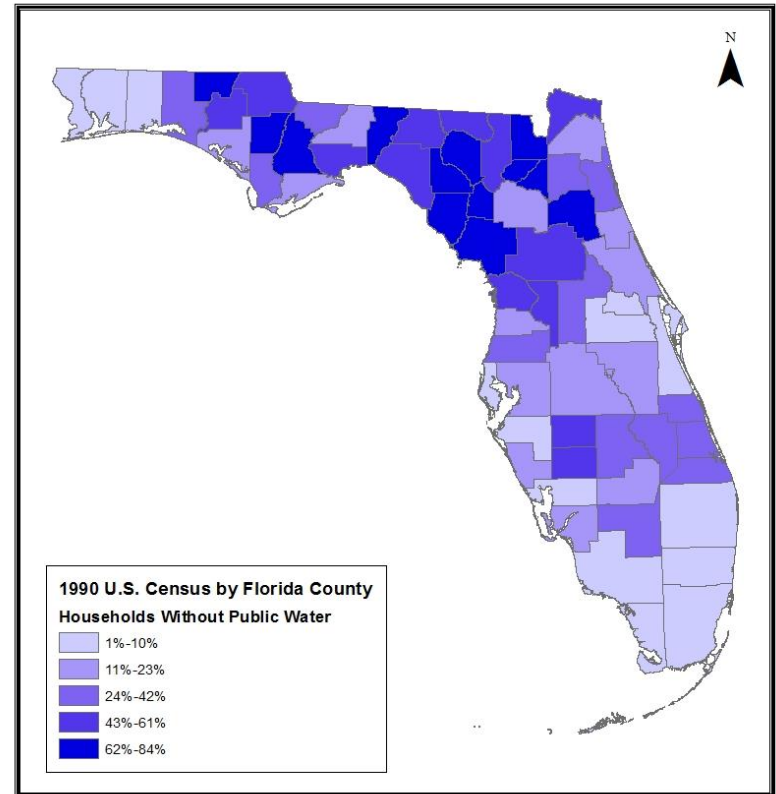 N
1990 U.S. Census by Florida County
Households Without Public Water
1%-10%
11%-23%
24%-42%
43%-61%
62%-84%